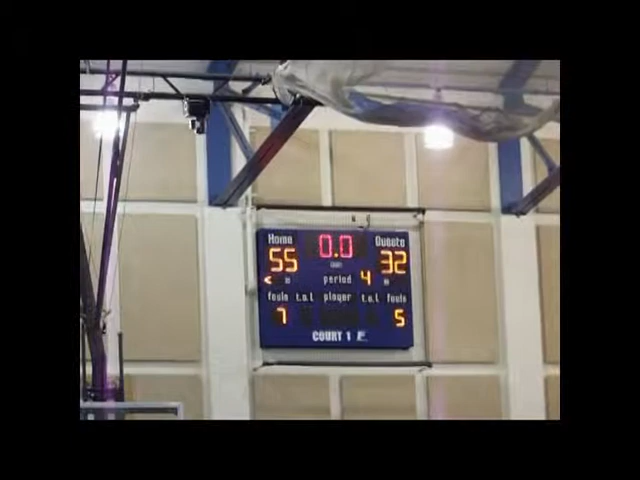 Home 0.0 Guests
55 32
< period 4
fouls t.o.l player t.o.l fouls
7 5
COURT 1